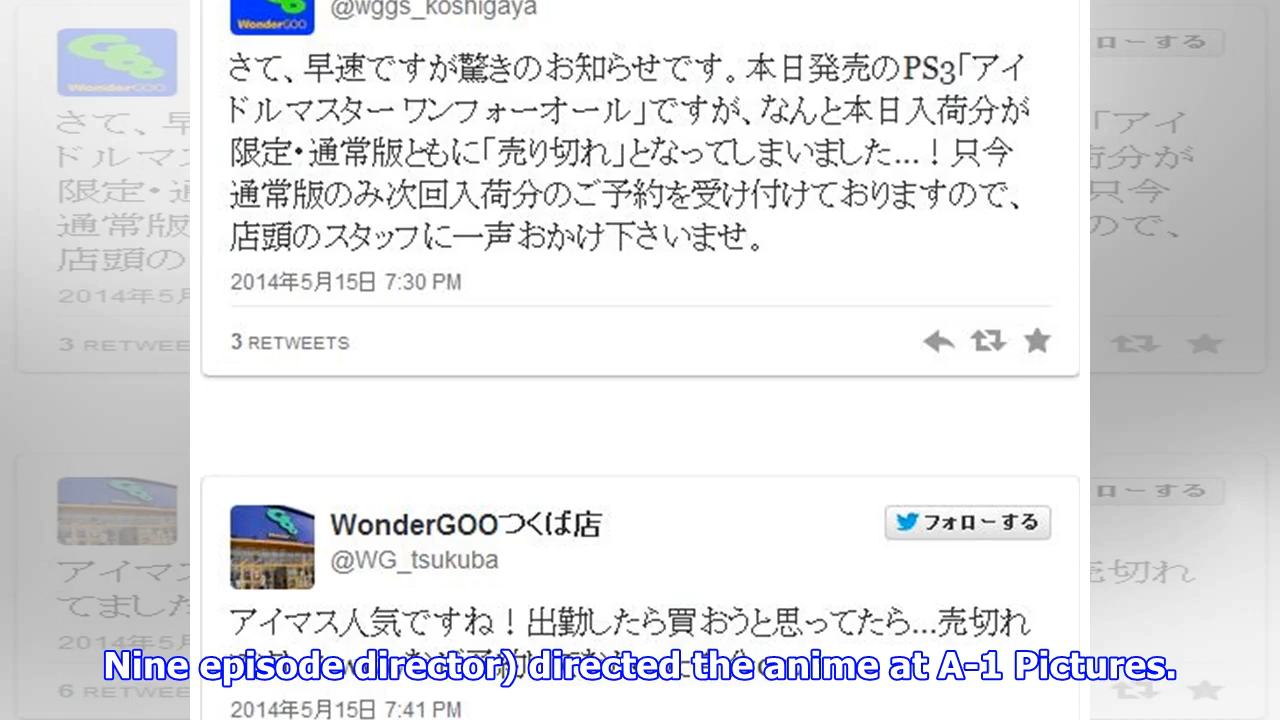 WonderGOO
@wggs_koshigaya
さて、早速ですが驚きのお知らせです。本日発売のPS3「アイ
ドルマスター ワンフォーオール」ですが、なんと本日入荷分が
限定・通常版ともに「売り切れ」となってしまいました…！只今
通常版のみ次回入荷分のご予約を受け付けておりますので、
店頭のスタッフに一声おかけ下さいませ。
2014年5月15日 7:30 PM
3 RETWEETS
WonderGOOつくば店
フォローする
@WG_tsukuba
アイマス人気ですね！出勤したら買おうと思ってたら…売切れ
Nine episode director) directed the anime at A-1 Pictures.
2014年5月15日 7:41 PM